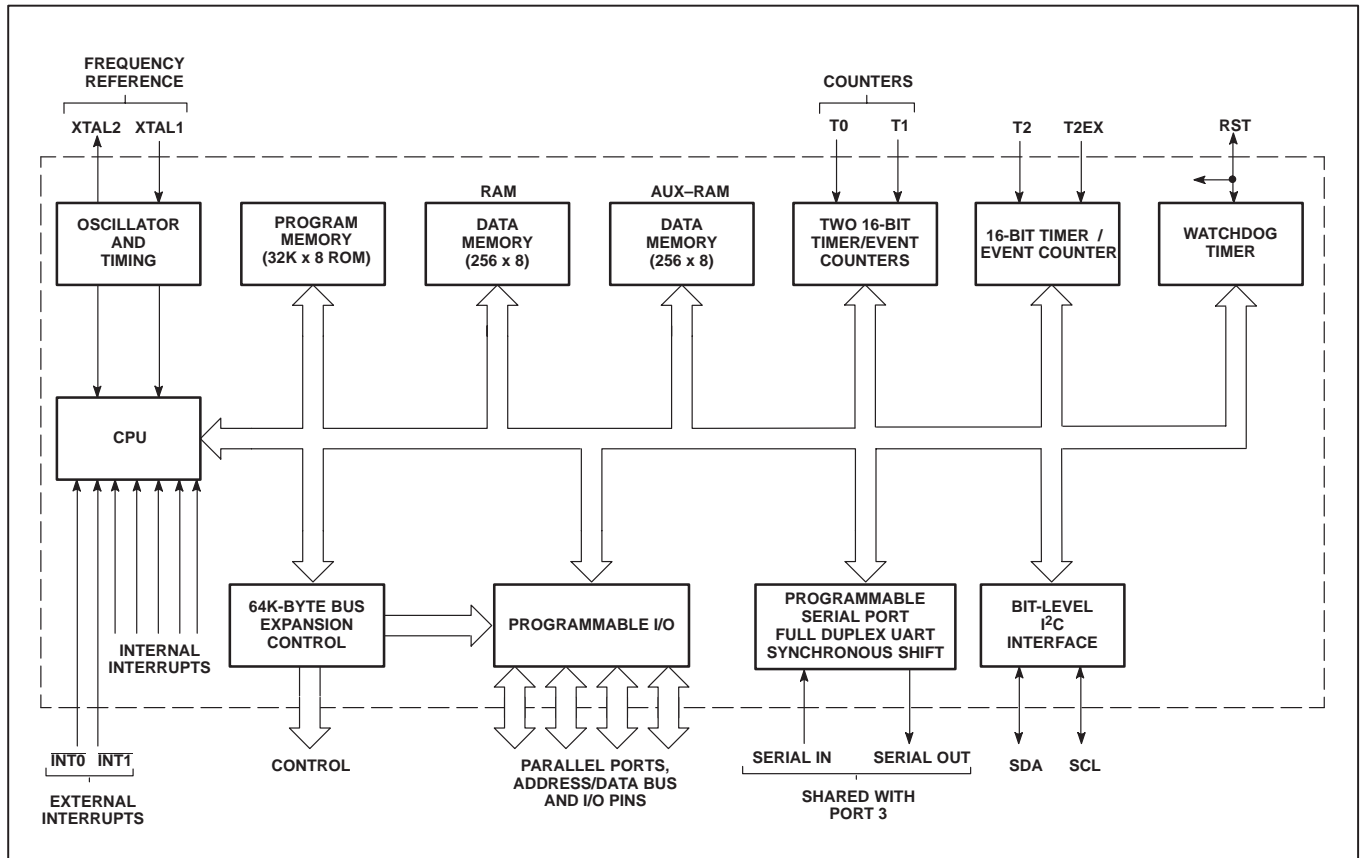 FREQUENCY
REFERENCE
XTAL2
XTAL1
COUNTERS
T0
T1
T2
T2EX
RST
OSCILLATOR
AND
TIMING
PROGRAM
MEMORY
(32K x 8 ROM)
RAM
DATA
MEMORY
(256 x 8)
AUX–RAM
DATA
MEMORY
(256 x 8)
TWO 16-BIT
TIMER/EVENT
COUNTERS
16-BIT TIMER /
EVENT COUNTER
WATCHDOG
TIMER
CPU
INTERNAL
INTERRUPTS
64K-BYTE BUS
EXPANSION
CONTROL
PROGRAMMABLE I/O
PROGRAMMABLE
SERIAL PORT
FULL DUPLEX UART
SYNCHRONOUS SHIFT
BIT-LEVEL
I²C
INTERFACE
INT0
INT1
EXTERNAL
INTERRUPTS
CONTROL
PARALLEL PORTS,
ADDRESS/DATA BUS
AND I/O PINS
SERIAL IN
SERIAL OUT
SHARED WITH
PORT 3
SDA
SCL